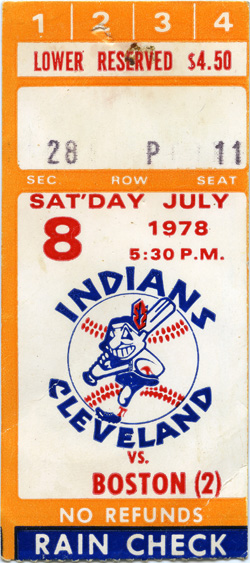 1 2 3 4
LOWER RESERVED $4.50
28 P 11
SEC. ROW SEAT
SAT'DAY JULY
8 1978
5:30 P.M.
INDIANS
CLEVELAND
VS.
BOSTON (2)
NO REFUNDS
RAIN CHECK